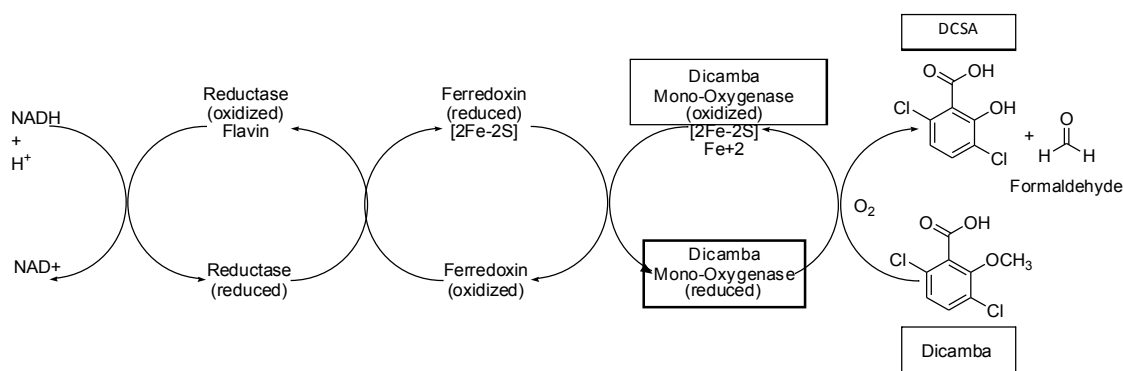 NADH
+
H+
NAD+
Reductase
(oxidized)
Flavin
Reductase
(reduced)
Ferredoxin
(reduced)
[2Fe-2S]
Ferredoxin
(oxidized)
Dicamba
Mono-Oxygenase
(oxidized)
[2Fe-2S]
Fe+2
Dicamba
Mono-Oxygenase
(reduced)
O2
DCSA
O
OH
Cl
OH
Cl
+
O
H
H
Formaldehyde
O
OH
Cl
O
CH3
Cl
Dicamba